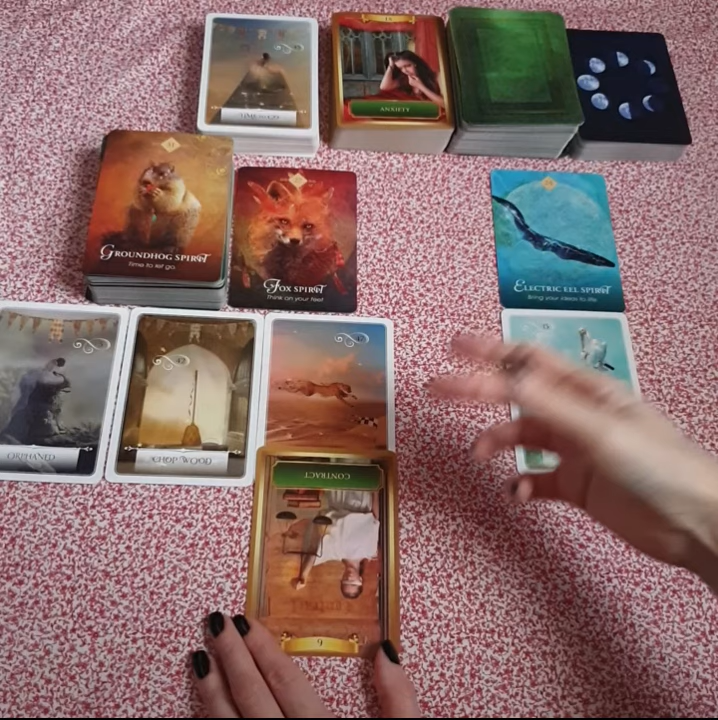 ANXIETY
GROUNDHOG SPIRIT
Time to let go
FOX SPIRIT
Think on your feet
ELECTRIC EEL SPIRIT
Bring your ideas to life
ORPHANED
CHOP WOOD
CONTRACT
9